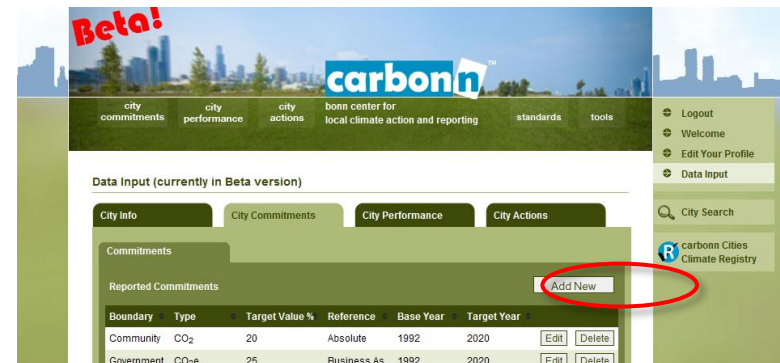 Beta!
carbonn™
city commitments
city performance
city actions
bonn center for
local climate action and reporting
standards
tools
Logout
Welcome
Edit Your Profile
Data Input
City Search
carbonn Cities
Climate Registry
R
Data Input (currently in Beta version)
City Info City Commitments City Performance City Actions
Commitments
Reported Commitments Add New
Boundary Type Target Value % Reference Base Year Target Year
Community CO₂ 20 Absolute 1992 2020 Edit Delete
Government CO₂e 25 Business As 1992 2020 Edit Delete